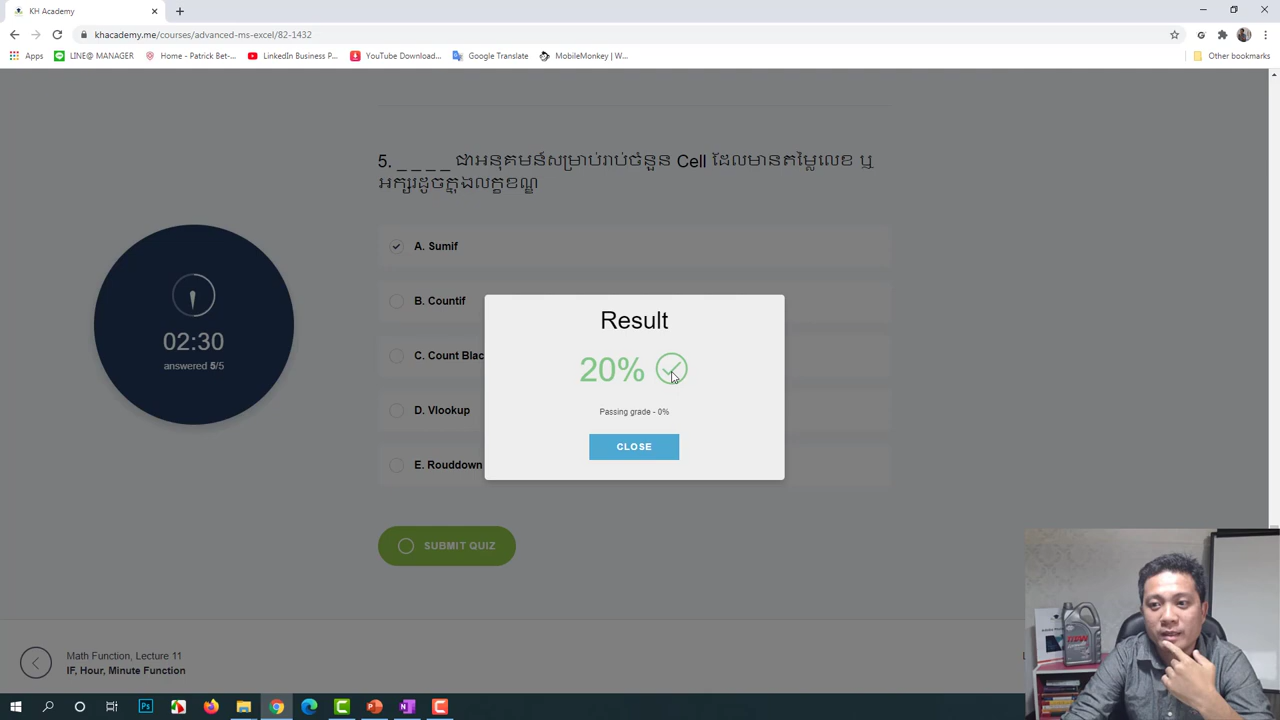 KH Academy
khacademy.me/courses/advanced-ms-excel/82-1432
Apps
LINE@ MANAGER
Home - Patrick Bet-...
LinkedIn Business P...
YouTube Download...
Google Translate
MobileMonkey | W...
Other bookmarks
5. _ _ _ _ ជាអនុគមន៍សម្រាប់រាប់ចំនួន Cell ដែលមានតម្លៃលេខ ឬ
អក្សរដូចក្នុងលក្ខខណ្ឌ
02:30
answered 5/5
A. Sumif
B. Countif
C. Count Blac
D. Vlookup
E. Rouddown
Result
20%
Passing grade - 0%
CLOSE
SUBMIT QUIZ
Math Function, Lecture 11
IF, Hour, Minute Function